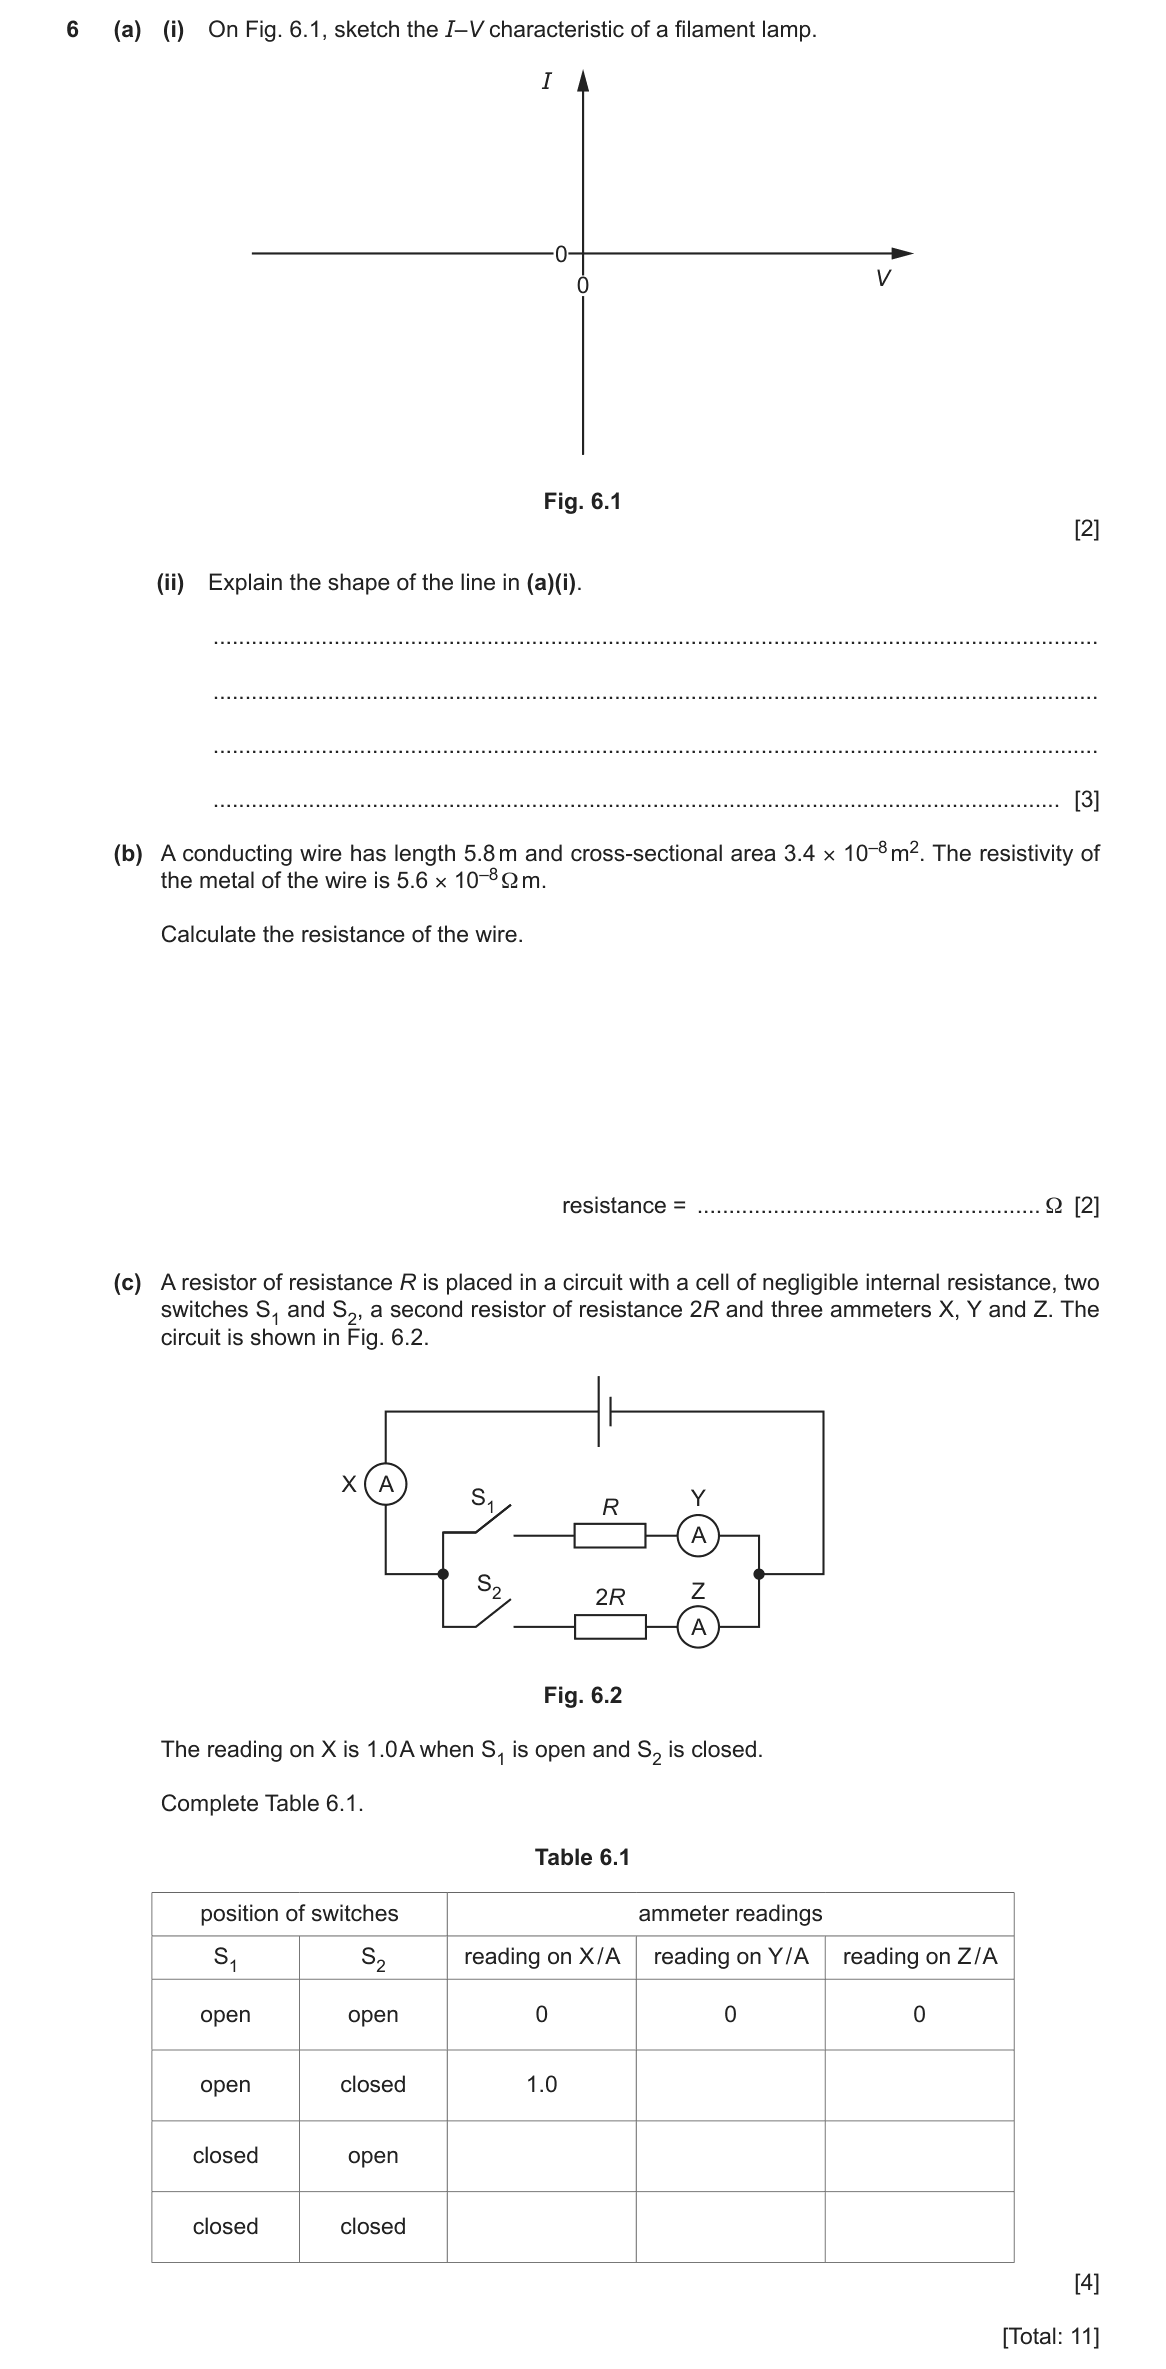 6 (a) (i) On Fig. 6.1, sketch the I–V characteristic of a filament lamp.
I
0
0
V
Fig. 6.1
[2]
(ii) Explain the shape of the line in (a)(i).
..........................................................................................................................................
..........................................................................................................................................
..........................................................................................................................................
.................................................................................................................................... [3]
(b) A conducting wire has length 5.8 m and cross-sectional area 3.4 × 10⁻⁸ m². The resistivity of
the metal of the wire is 5.6 × 10⁻⁸ Ω m.
Calculate the resistance of the wire.
resistance = ...................................................... Ω [2]
(c) A resistor of resistance R is placed in a circuit with a cell of negligible internal resistance, two
switches S₁ and S₂, a second resistor of resistance 2R and three ammeters X, Y and Z. The
circuit is shown in Fig. 6.2.
X A
S₁ R Y
A
S₂ 2R Z
A
Fig. 6.2
The reading on X is 1.0 A when S₁ is open and S₂ is closed.
Complete Table 6.1.
Table 6.1
position of switches ammeter readings
S₁ S₂ reading on X / A reading on Y / A reading on Z / A
open open 0 0 0
open closed 1.0
closed open
closed closed
[4]
[Total: 11]